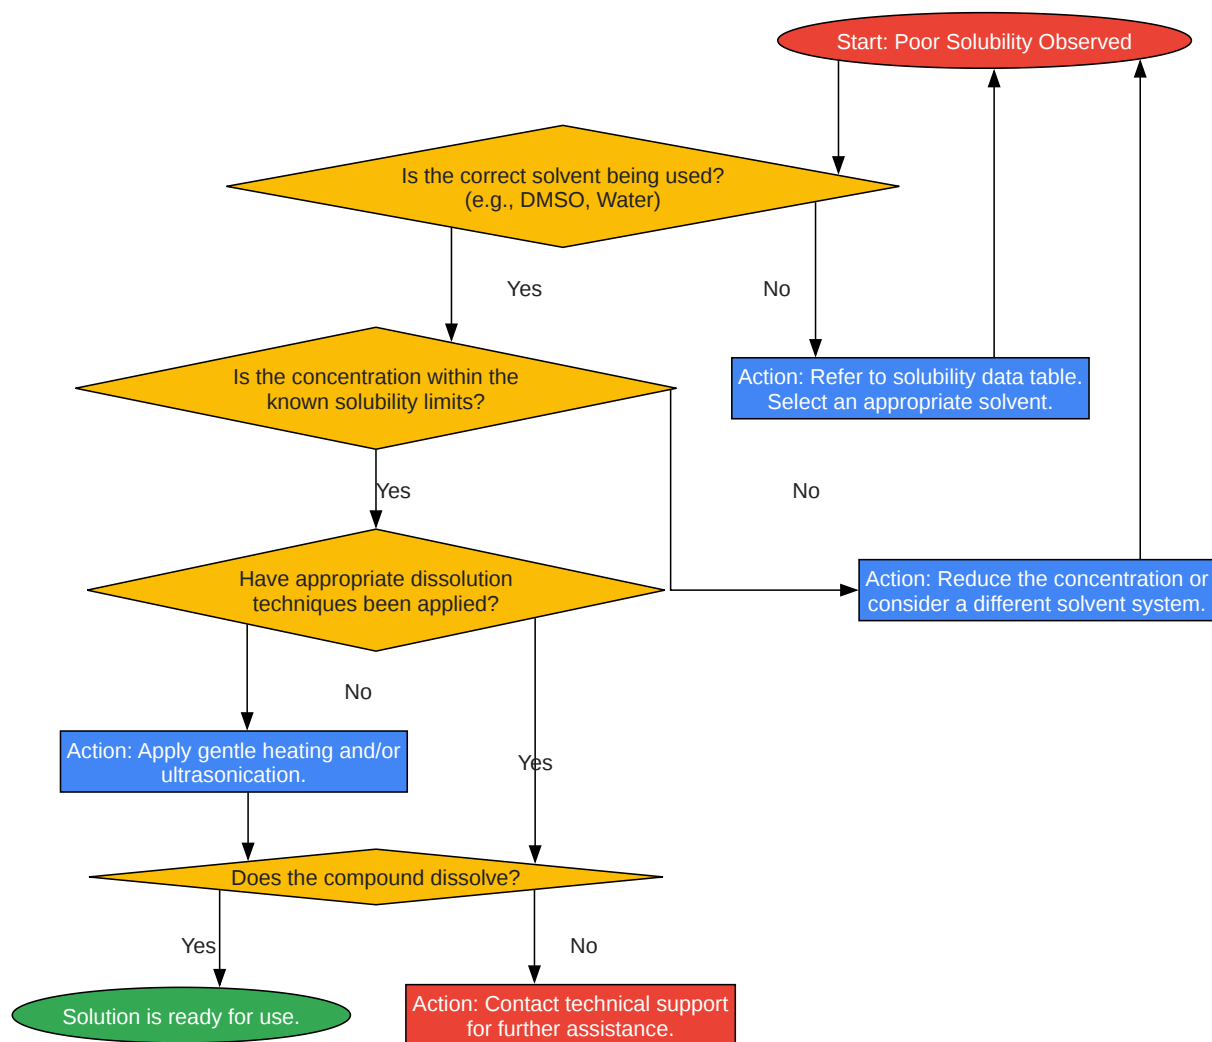 Start: Poor Solubility Observed
Is the correct solvent being used?
(e.g., DMSO, Water)
Yes
No
Is the concentration within the
known solubility limits?
Action: Refer to solubility data table.
Select an appropriate solvent.
Yes
No
Have appropriate dissolution
techniques been applied?
Action: Reduce the concentration or
consider a different solvent system.
No
Action: Apply gentle heating and/or
ultrasonication.
Yes
Does the compound dissolve?
Yes
No
Solution is ready for use.
Action: Contact technical support
for further assistance.